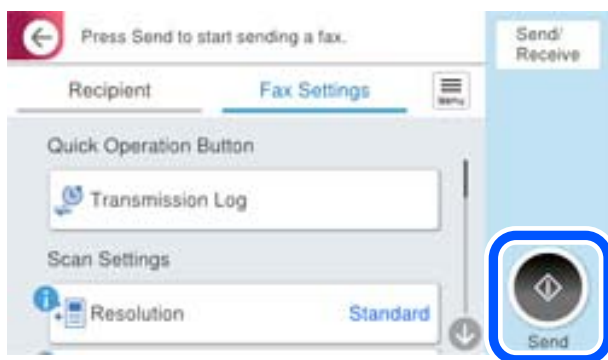 Press Send to start sending a fax.
Send/
Receive
Recipient
Fax Settings
Menu
Quick Operation Button
Transmission Log
Scan Settings
Resolution
Standard
Send